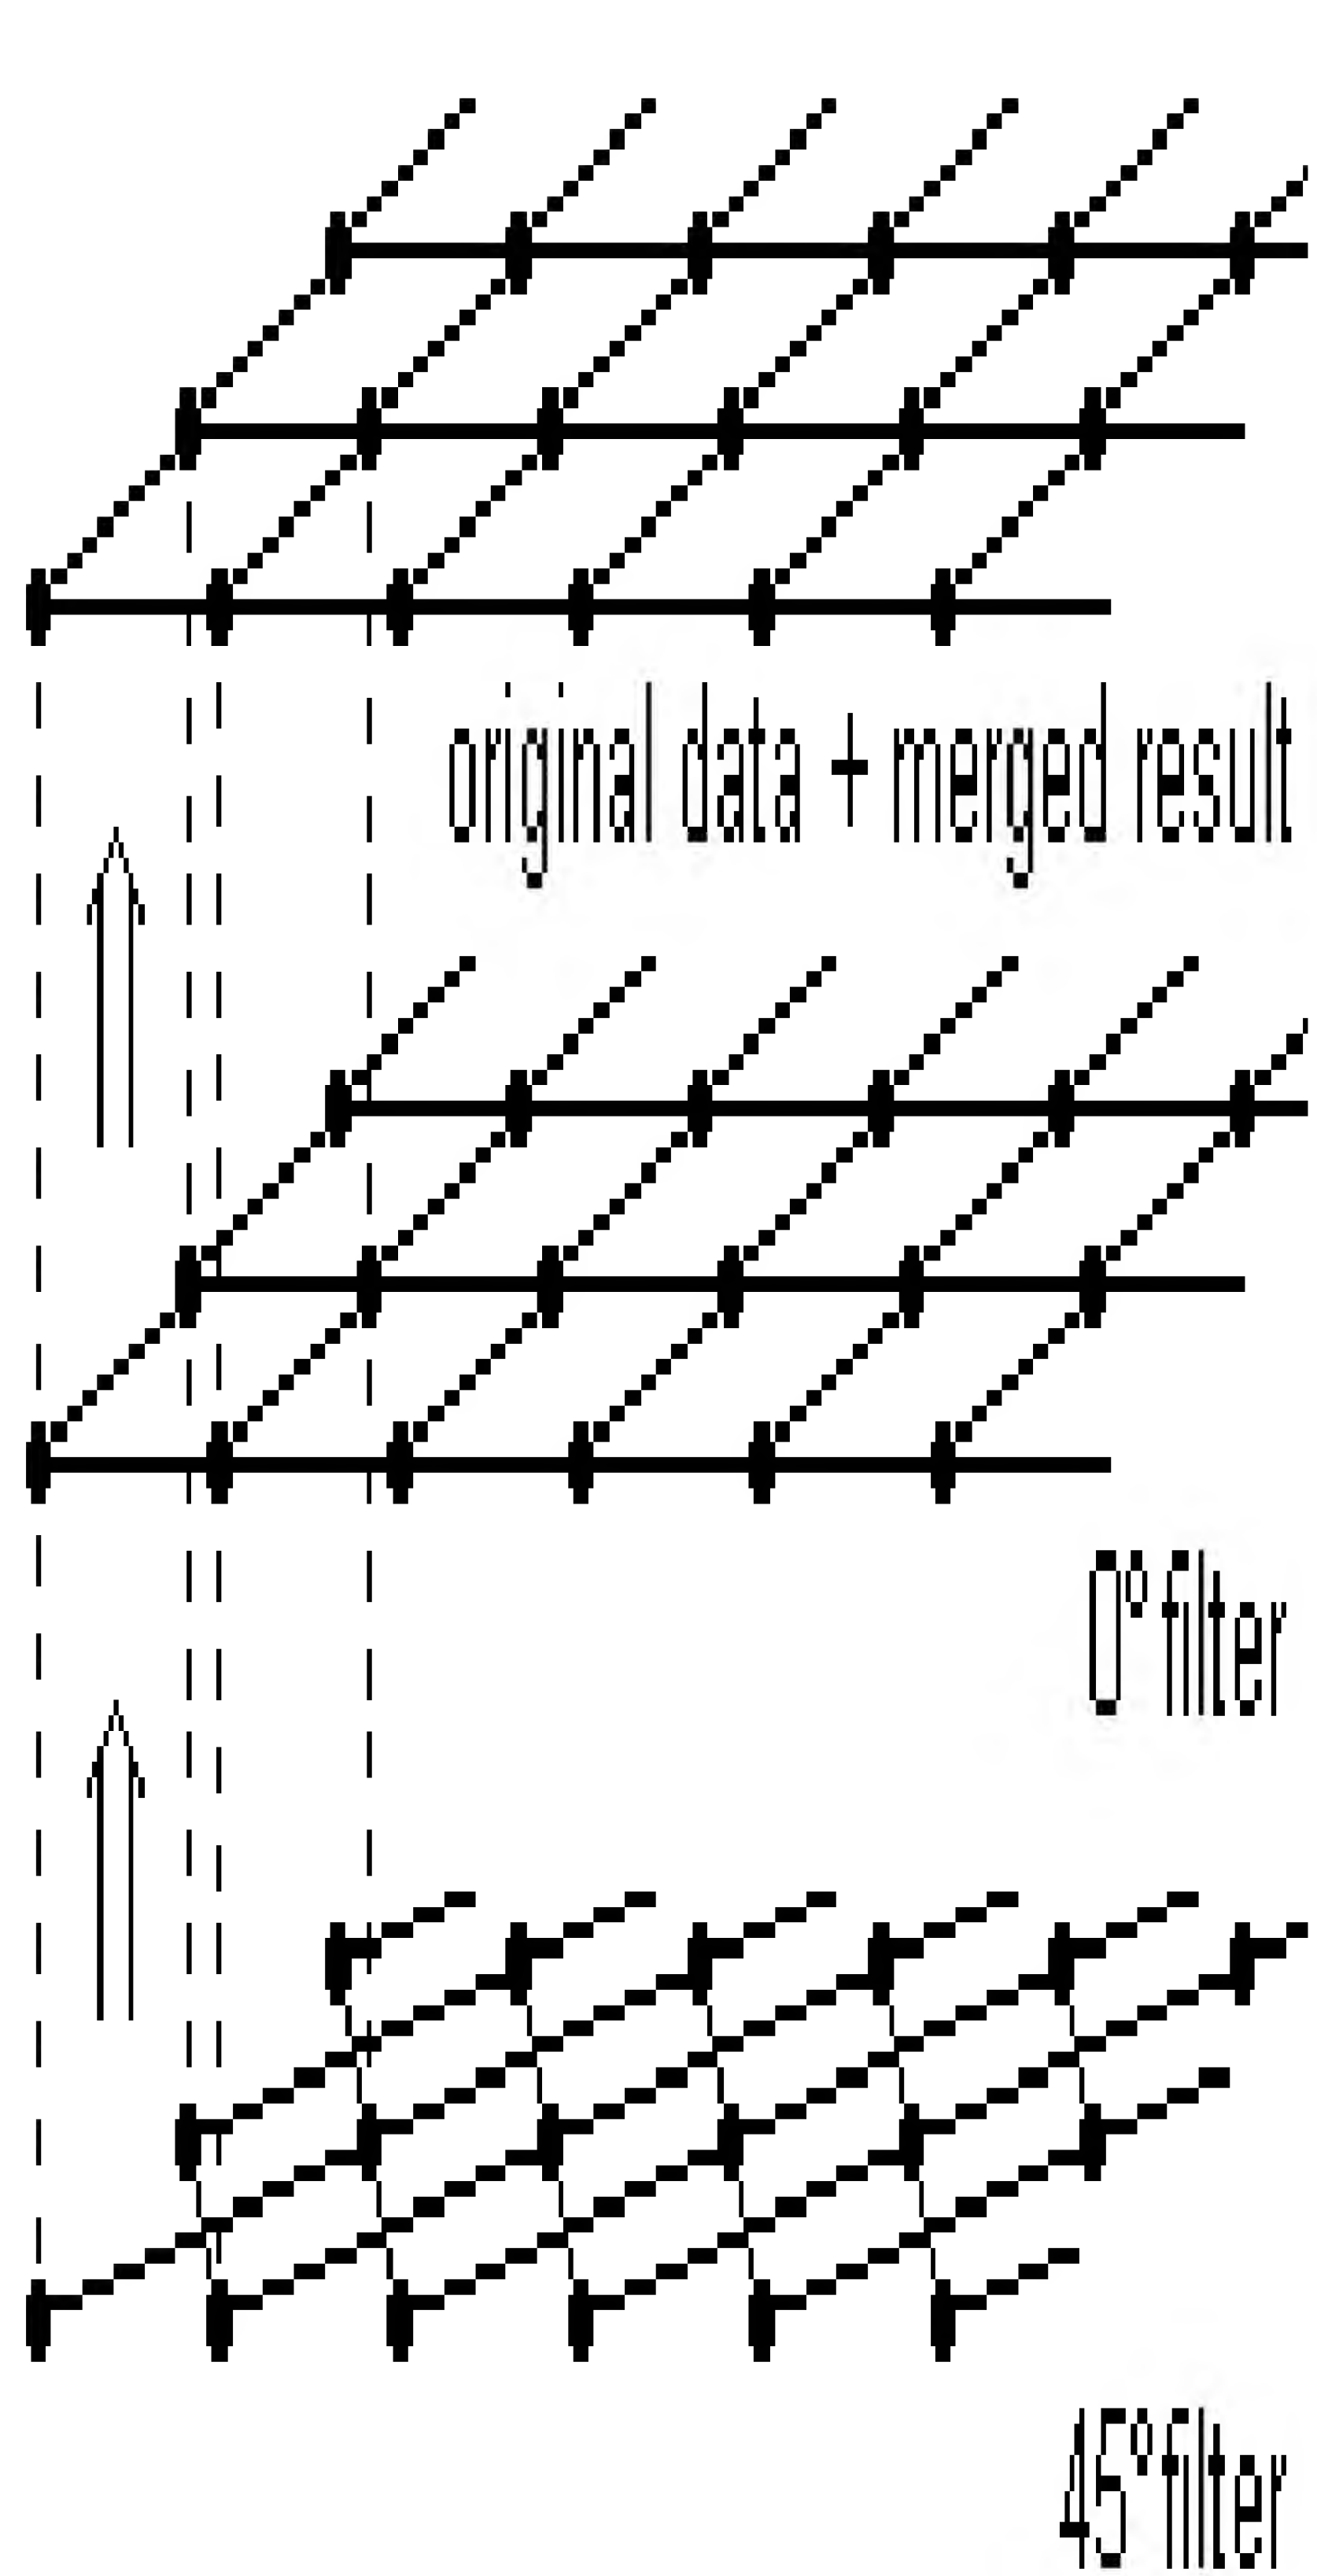 original data + merged result
0° filter
45° filter